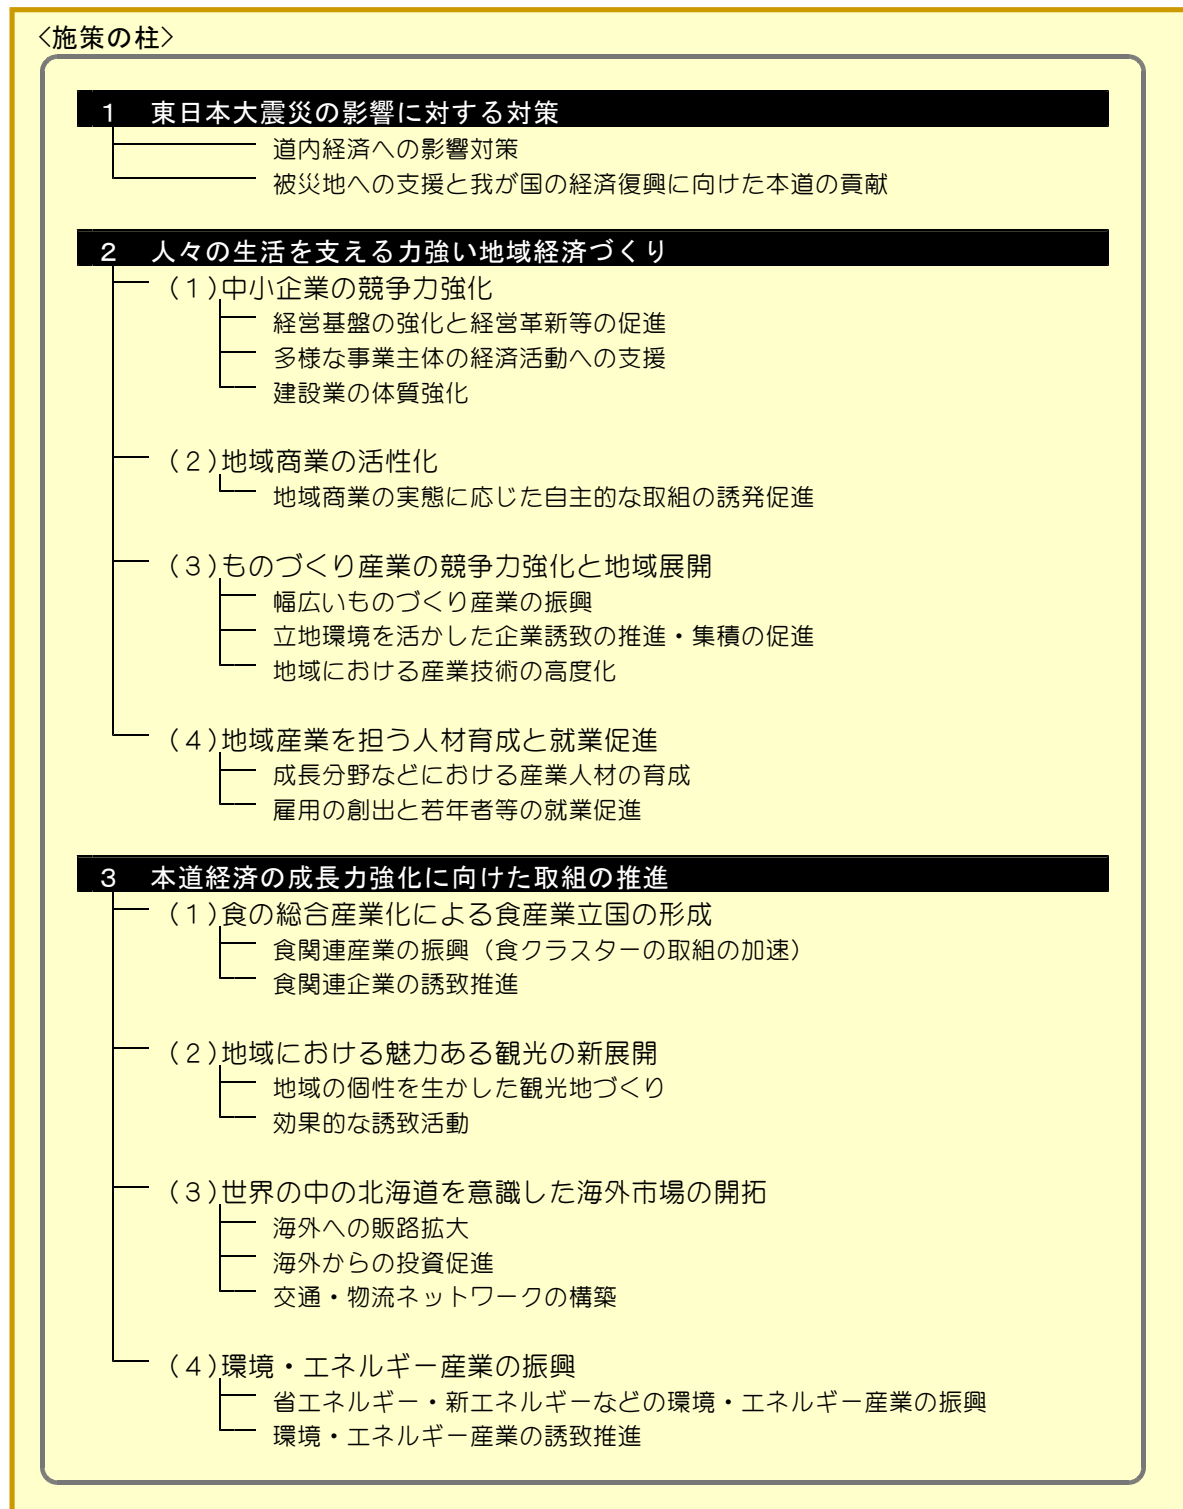 <施策の柱>
１　東日本大震災の影響に対する対策
道内経済への影響対策
被災地への支援と我が国の経済復興に向けた本道の貢献
２　人々の生活を支える力強い地域経済づくり
（１）中小企業の競争力強化
経営基盤の強化と経営革新等の促進
多様な事業主体の経済活動への支援
建設業の体質強化
（２）地域商業の活性化
地域商業の実態に応じた自主的な取組の誘発促進
（３）ものづくり産業の競争力強化と地域展開
幅広いものづくり産業の振興
立地環境を活かした企業誘致の推進・集積の促進
地域における産業技術の高度化
（４）地域産業を担う人材育成と就業促進
成長分野などにおける産業人材の育成
雇用の創出と若年者等の就業促進
３　本道経済の成長力強化に向けた取組の推進
（１）食の総合産業化による食産業立国の形成
食関連産業の振興（食クラスターの取組の加速）
食関連企業の誘致推進
（２）地域における魅力ある観光の新展開
地域の個性を生かした観光地づくり
効果的な誘致活動
（３）世界の中の北海道を意識した海外市場の開拓
海外への販路拡大
海外からの投資促進
交通・物流ネットワークの構築
（４）環境・エネルギー産業の振興
省エネルギー・新エネルギーなどの環境・エネルギー産業の振興
環境・エネルギー産業の誘致推進